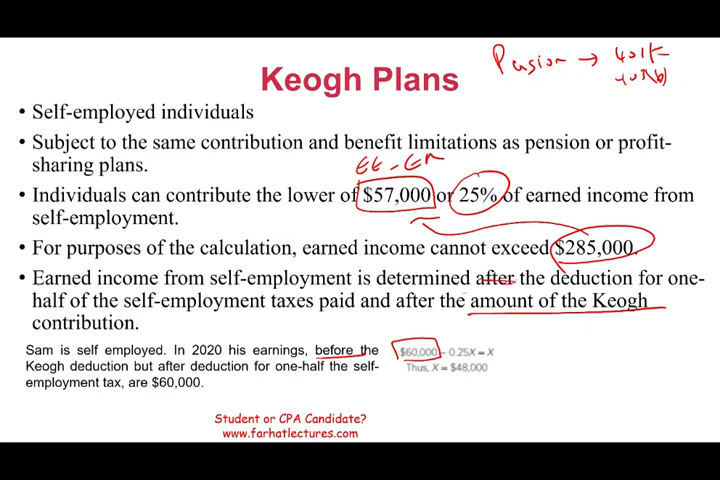 Pension → 401K
403(b)
Keogh Plans
• Self-employed individuals
• Subject to the same contribution and benefit limitations as pension or profit-
sharing plans.
EE - ER
• Individuals can contribute the lower of $57,000 or 25% of earned income from
self-employment.
• For purposes of the calculation, earned income cannot exceed $285,000.
• Earned income from self-employment is determined after the deduction for one-
half of the self-employment taxes paid and after the amount of the Keogh
contribution.
Sam is self employed. In 2020 his earnings, before the
Keogh deduction but after deduction for one-half the self-
employment tax, are $60,000.
$60,000 - 0.25X = X
Thus, X = $48,000
Student or CPA Candidate?
www.farhatlectures.com